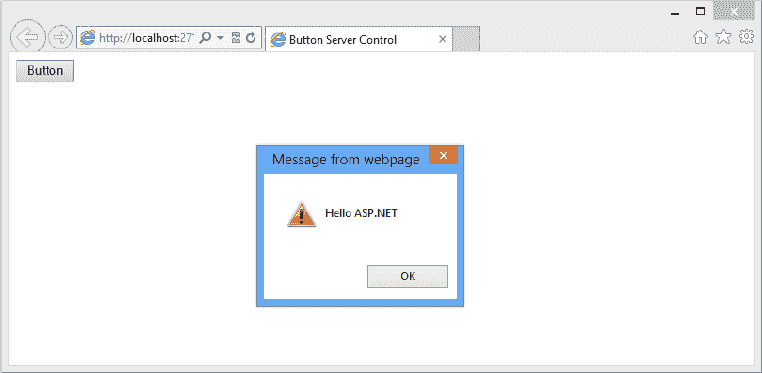 http://localhost:27
Button Server Control
Button
Message from webpage
Hello ASP.NET
OK